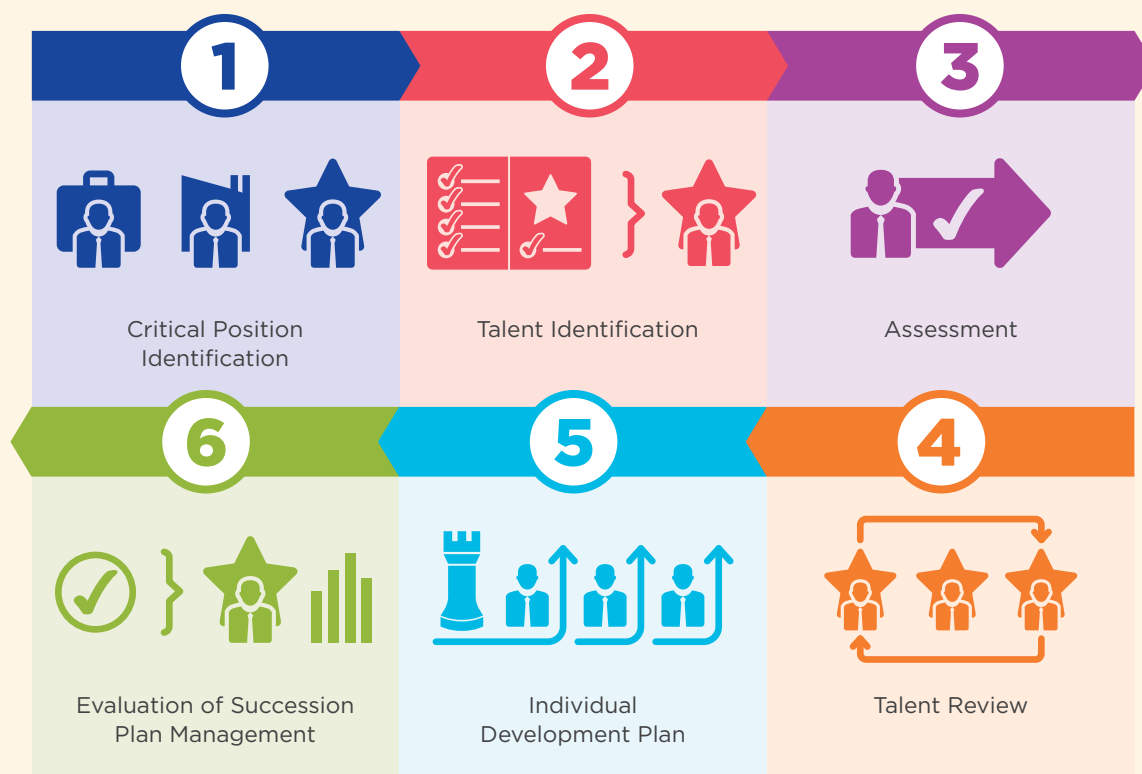 1
2
3
Critical Position
Identification
Talent Identification
Assessment
6
5
4
Evaluation of Succession
Plan Management
Individual
Development Plan
Talent Review